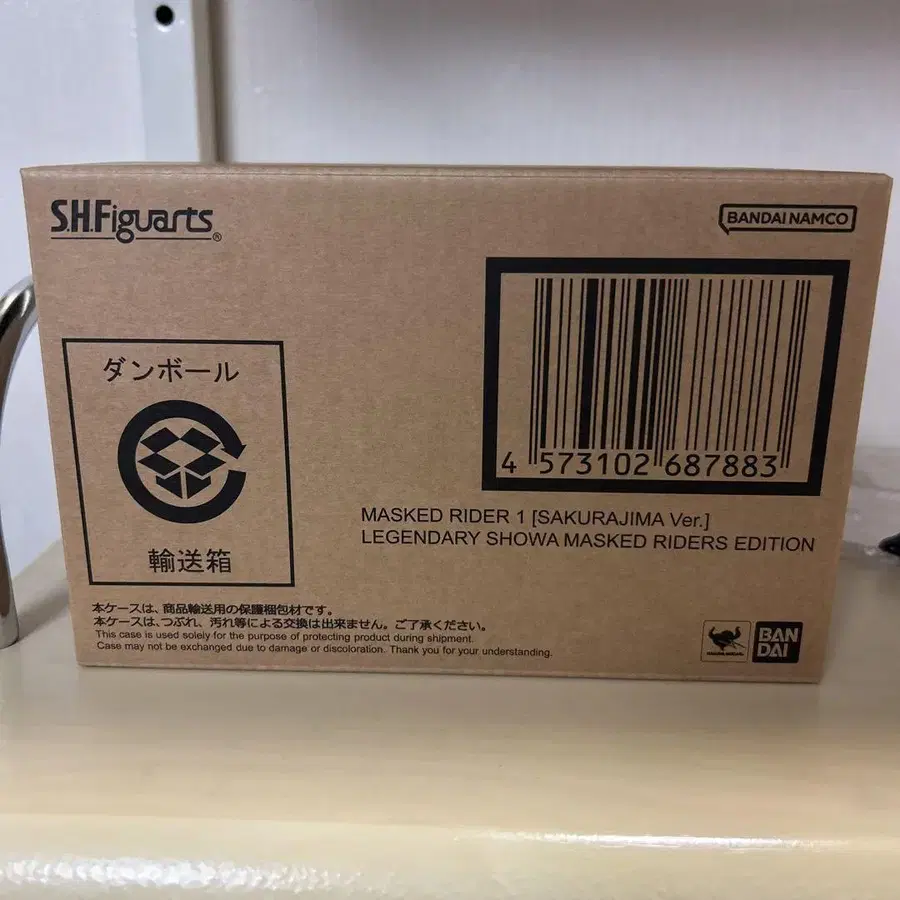 S.H.Figuarts®
BANDAI NAMCO
4 573102 687883
ダンボール
輸送箱
MASKED RIDER 1 [SAKURAJIMA Ver.]
LEGENDARY SHOWA MASKED RIDERS EDITION
本ケースは、商品輸送用の保護梱包材です。
本ケースは、つぶれ、汚れ等による交換は出来ません。ご了承ください。
This case is used solely for the purpose of protecting product during shipment.
Case may not be exchanged due to damage or discoloration. Thank you for your understanding.
BAN
DAI